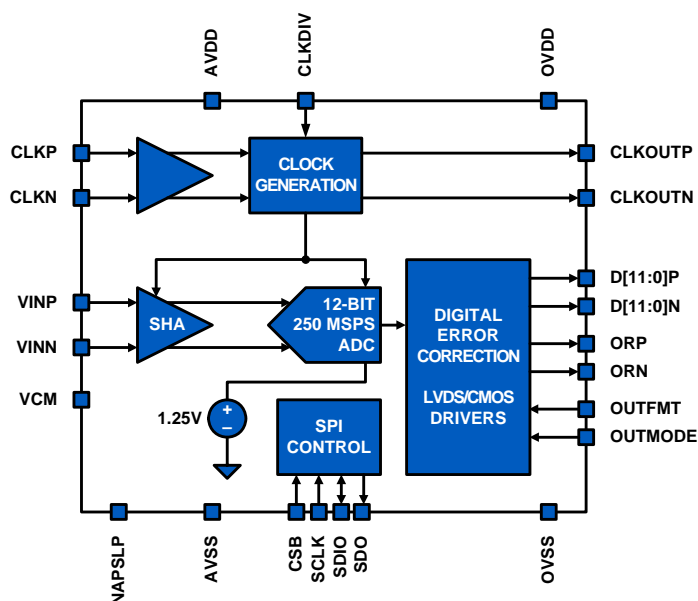 AVDD
CLKDIV
OVDD
CLKP
CLKN
CLOCK
GENERATION
CLKOUTP
CLKOUTN
VINP
VINN
VCM
SHA
12-BIT
250 MSPS
ADC
1.25V
+
–
DIGITAL
ERROR
CORRECTION
LVDS/CMOS
DRIVERS
D[11:0]P
D[11:0]N
ORP
ORN
OUTFMT
OUTMODE
SPI
CONTROL
NAPSLP
AVSS
CSB
SCLK
SDIO
SDO
OVSS